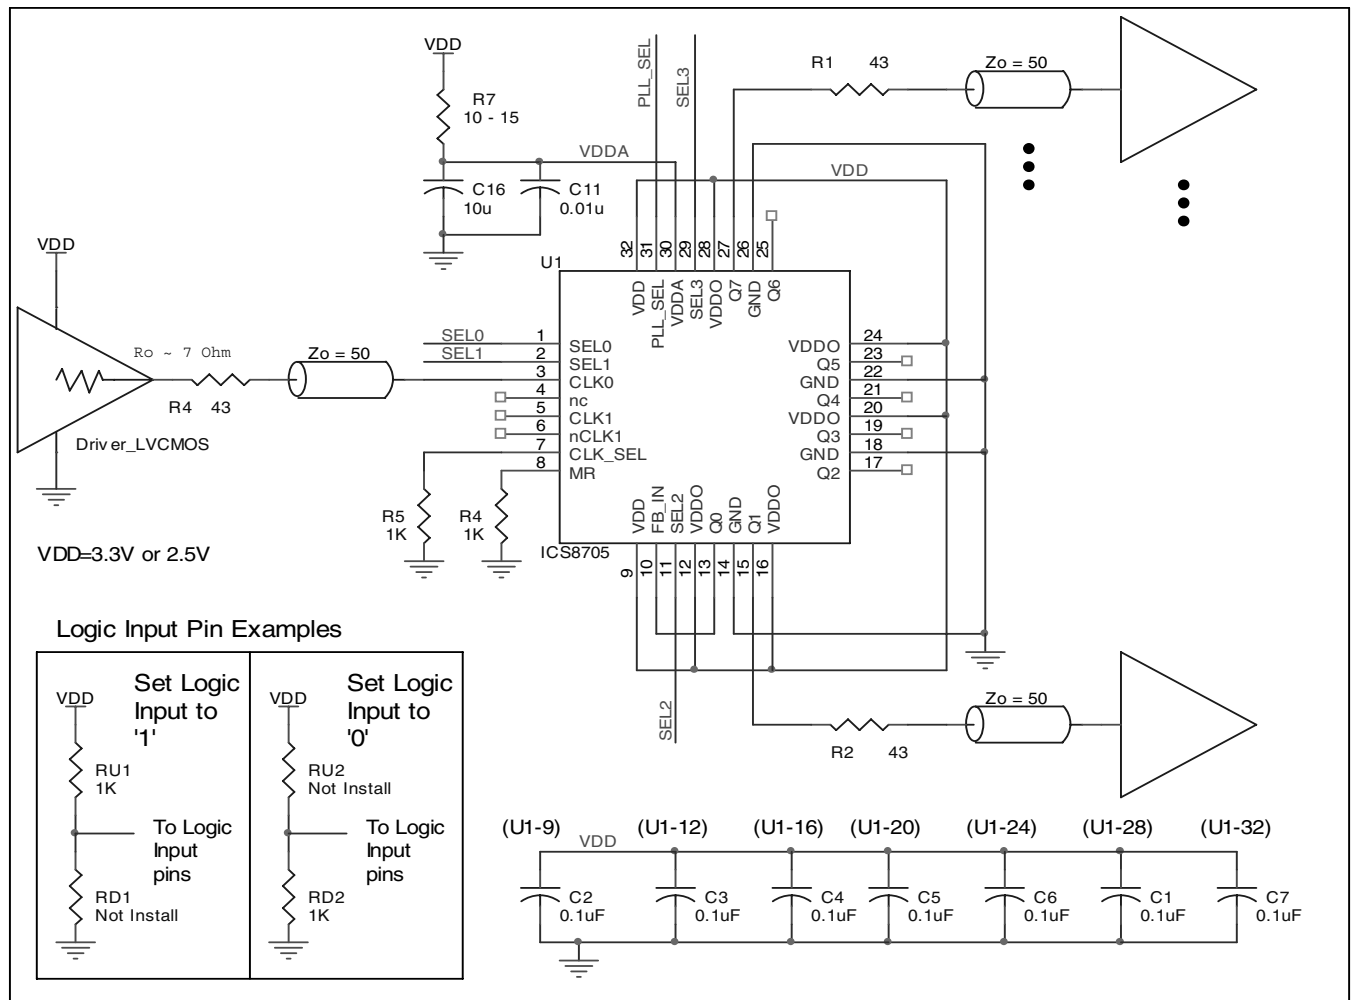 VDD
R7
10 - 15
C16
10u
C11
0.01u
VDDA
PLL_SEL
SEL3
R1 43
Zo = 50
VDD
VDD
Ro ~ 7 Ohm
R4 43
Zo = 50
Driver_LVCMOS
SEL0
SEL1
U1
32
31
30
29
28
27
26
25
VDD
PLL_SEL
VDDA
SEL3
VDDO
Q7
GND
Q6
1 SEL0
2 SEL1
3 CLK0
4 nc
5 CLK1
6 nCLK1
7 CLK_SEL
8 MR
VDDO 24
Q5 23
GND 22
Q4 21
VDDO 20
Q3 19
GND 18
Q2 17
VDD
FB_IN
SEL2
VDDO
Q0
GND
Q1
VDDO
9
10
11
12
13
14
15
16
ICS8705
R5
1K
R4
1K
SEL2
VDD=3.3V or 2.5V
R2 43
Zo = 50
Logic Input Pin Examples
Set Logic
Input to
'1'
VDD
RU1
1K
To Logic
Input
pins
RD1
Not Install
Set Logic
Input to
'0'
VDD
RU2
Not Install
To Logic
Input
pins
RD2
1K
(U1-9) (U1-12) (U1-16) (U1-20) (U1-24) (U1-28) (U1-32)
VDD
C2
0.1uF
C3
0.1uF
C4
0.1uF
C5
0.1uF
C6
0.1uF
C1
0.1uF
C7
0.1uF